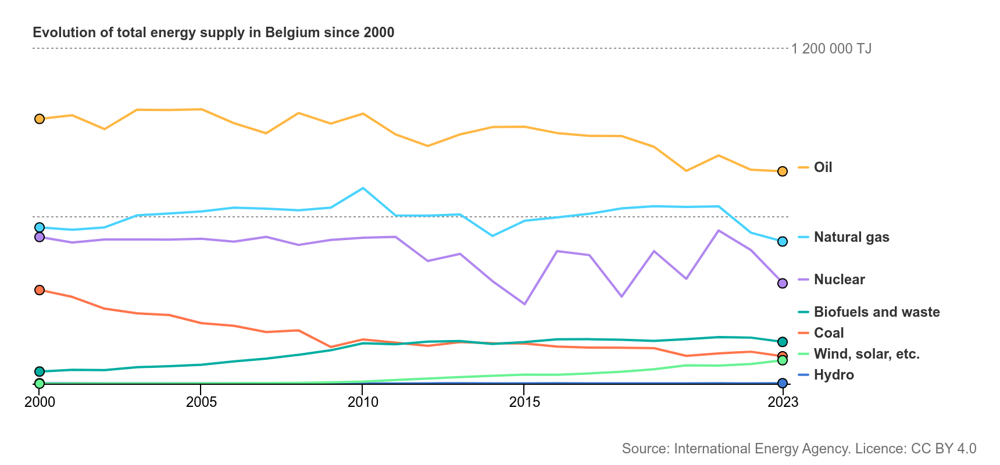 Evolution of total energy supply in Belgium since 2000
1 200 000 TJ
Oil
Natural gas
Nuclear
Biofuels and waste
Coal
Wind, solar, etc.
Hydro
2000 2005 2010 2015 2023
Source: International Energy Agency. Licence: CC BY 4.0